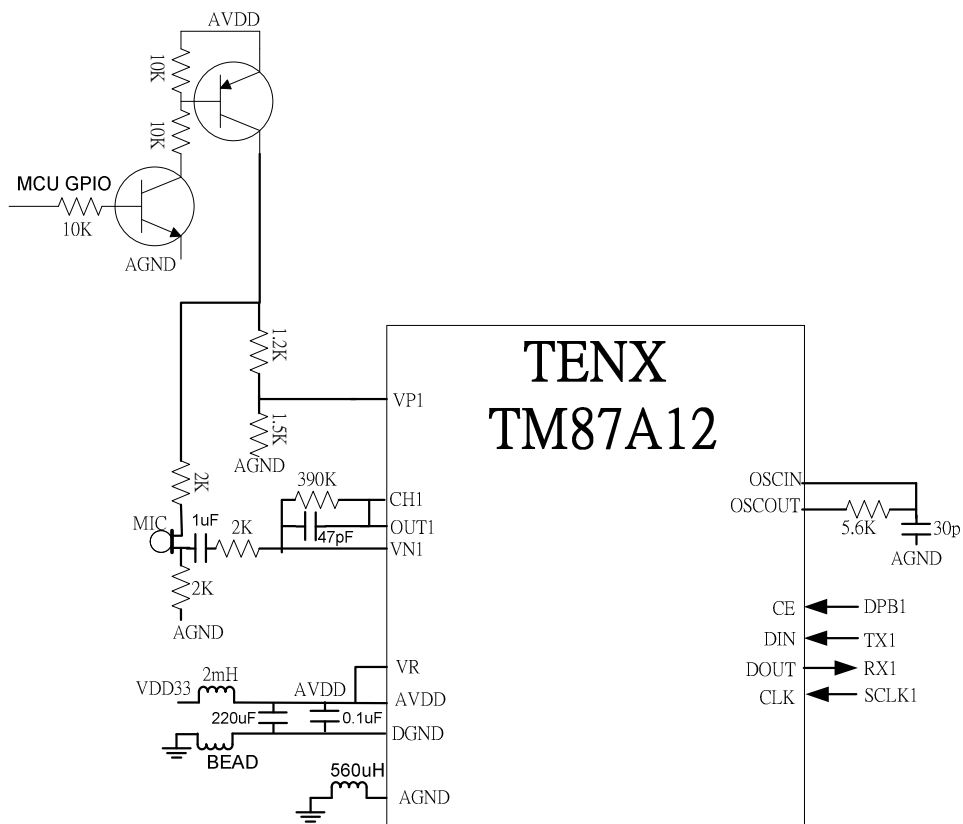 AVDD
10K
10K
MCU GPIO
10K
AGND
1.2K
TENX
TM87A12
VP1
1.5K
AGND
390K
2K
CH1
OSCIN
MIC
1uF
2K
OUT1
OSCOUT
47pF
VN1
5.6K
30p
AGND
2K
AGND
CE
DPB1
DIN
TX1
VR
DOUT
RX1
2mH
VDD33
AVDD
AVDD
CLK
SCLK1
220uF
0.1uF
DGND
BEAD
560uH
AGND